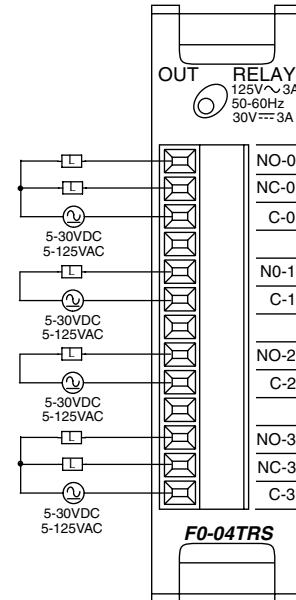 OUT RELAY
125V∿3A
50-60Hz
30V⎓3A
L NO-0
L NC-0
C-0
5-30VDC
5-125VAC
L N0-1
C-1
5-30VDC
5-125VAC
L NO-2
C-2
5-30VDC
5-125VAC
L NO-3
L NC-3
C-3
5-30VDC
5-125VAC
F0-04TRS